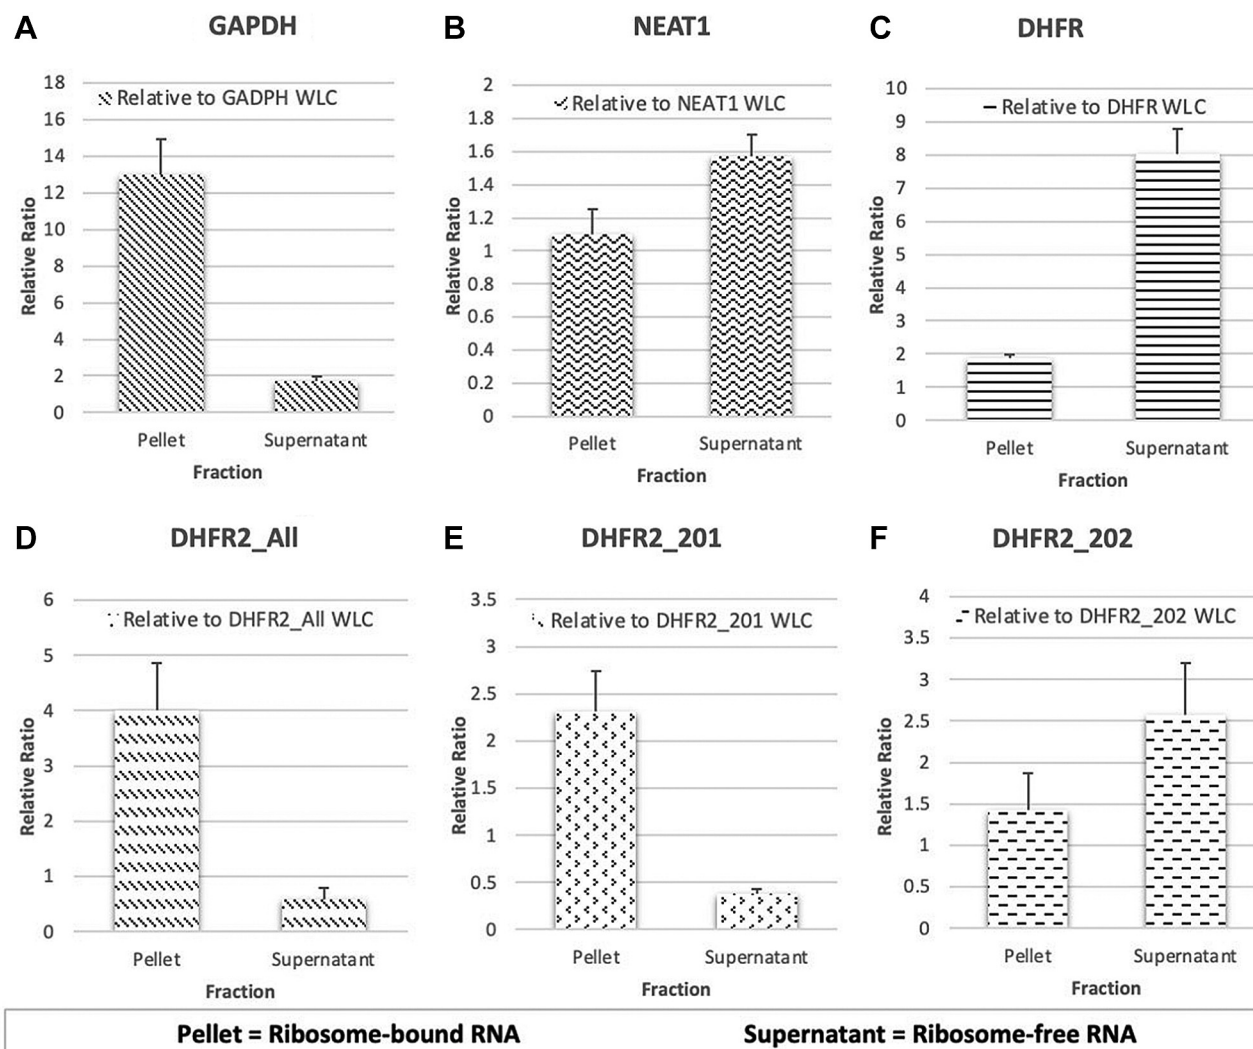 A
GAPDH
Relative to GADPH WLC
18
16
14
12
10
8
6
4
2
0
Relative Ratio
Pellet
Supernatant
Fraction
B
NEAT1
Relative to NEAT1 WLC
2
1.8
1.6
1.4
1.2
1
0.8
0.6
0.4
0.2
0
Relative Ratio
Pellet
Supernatant
Fraction
C
DHFR
Relative to DHFR WLC
10
9
8
7
6
5
4
3
2
1
0
Relative Ratio
Pellet
Supernatant
Fraction
D
DHFR2_All
Relative to DHFR2_All WLC
6
5
4
3
2
1
0
Relative Ratio
Pellet
Supernatant
Fraction
E
DHFR2_201
Relative to DHFR2_201 WLC
3.5
3
2.5
2
1.5
1
0.5
0
Relative Ratio
Pellet
Supernatant
Fraction
F
DHFR2_202
Relative to DHFR2_202 WLC
4
3.5
3
2.5
2
1.5
1
0.5
0
Relative Ratio
Pellet
Supernatant
Fraction
Pellet = Ribosome-bound RNA
Supernatant = Ribosome-free RNA